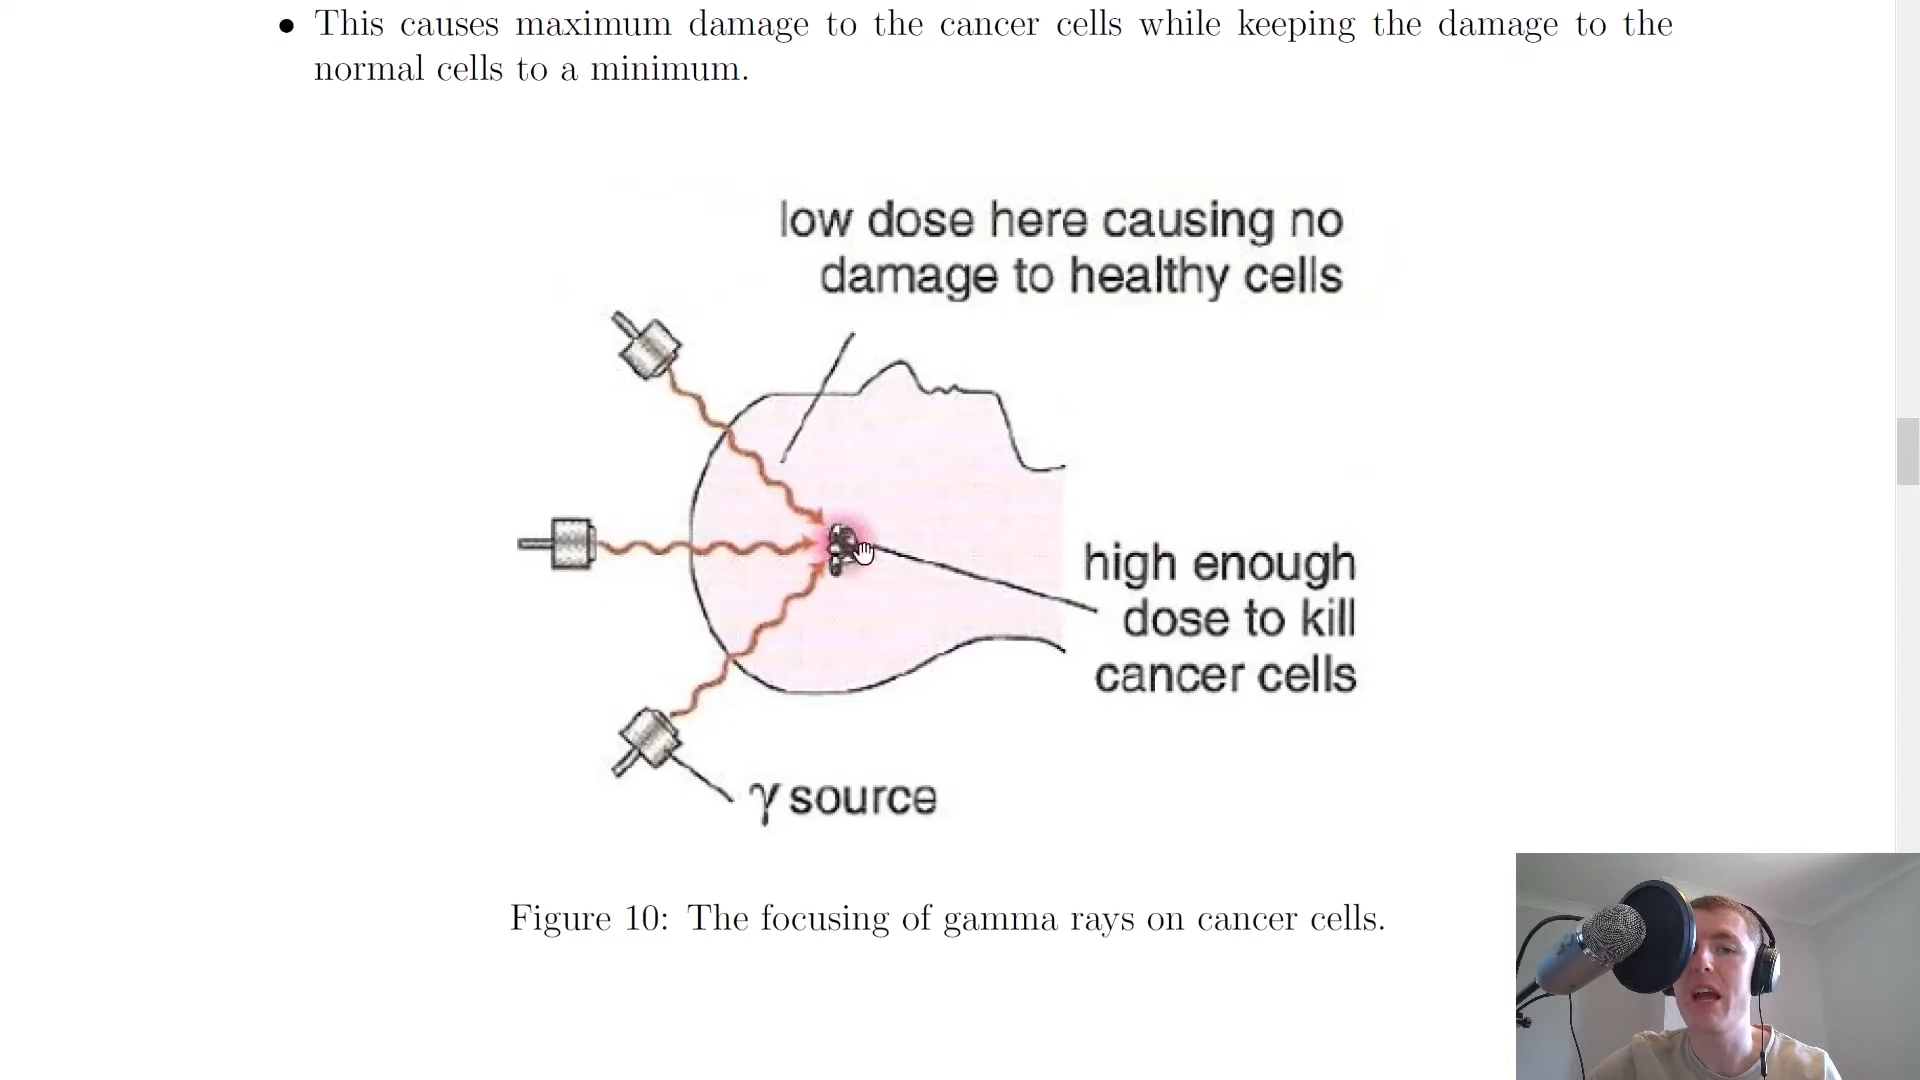 • This causes maximum damage to the cancer cells while keeping the damage to the
normal cells to a minimum.
low dose here causing no
damage to healthy cells
high enough
dose to kill
cancer cells
γ source
Figure 10: The focusing of gamma rays on cancer cells.